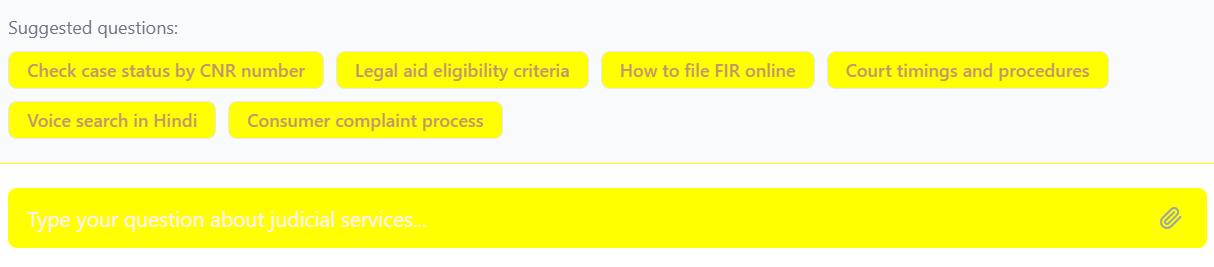 Suggested questions:
Check case status by CNR number
Legal aid eligibility criteria
How to file FIR online
Court timings and procedures
Voice search in Hindi
Consumer complaint process
Type your question about judicial services...